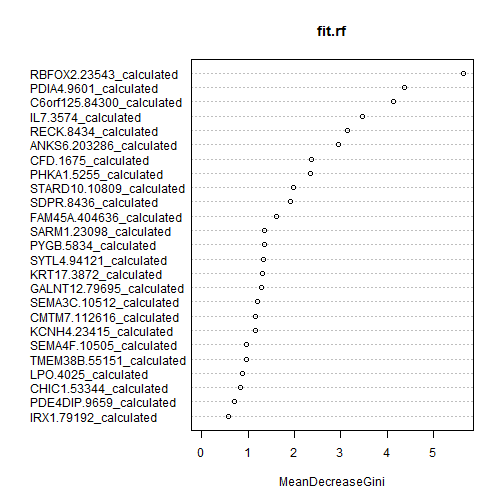 fit.rf
RBFOX2.23543_calculated
PDIA4.9601_calculated
C6orf125.84300_calculated
IL7.3574_calculated
RECK.8434_calculated
ANKS6.203286_calculated
CFD.1675_calculated
PHKA1.5255_calculated
STARD10.10809_calculated
SDPR.8436_calculated
FAM45A.404636_calculated
SARM1.23098_calculated
PYGB.5834_calculated
SYTL4.94121_calculated
KRT17.3872_calculated
GALNT12.79695_calculated
SEMA3C.10512_calculated
CMTM7.112616_calculated
KCNH4.23415_calculated
SEMA4F.10505_calculated
TMEM38B.55151_calculated
LPO.4025_calculated
CHIC1.53344_calculated
PDE4DIP.9659_calculated
IRX1.79192_calculated
0 1 2 3 4 5
MeanDecreaseGini